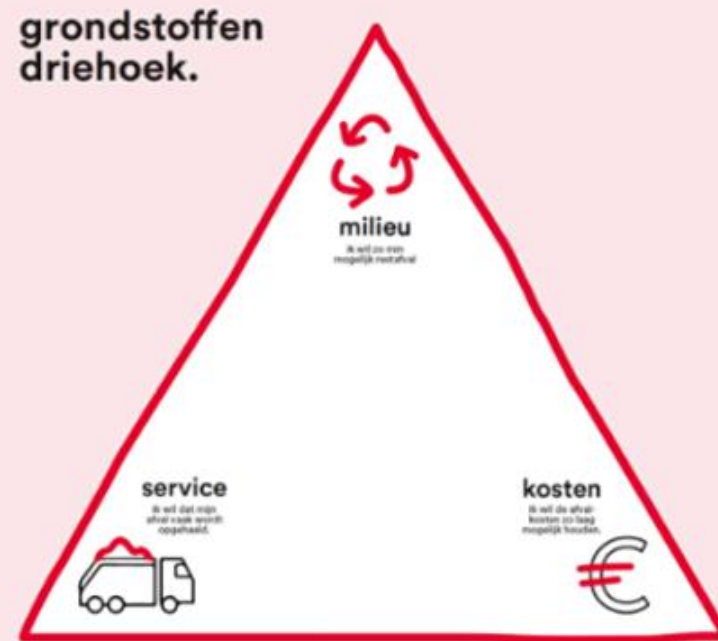 grondstoffen
driehoek.
milieu
ik wil zo min
mogelijk restafval
service
ik wil dat mijn
afval vaak wordt
opgehaald.
kosten
ik wil de afval-
kosten zo laag
mogelijk houden.